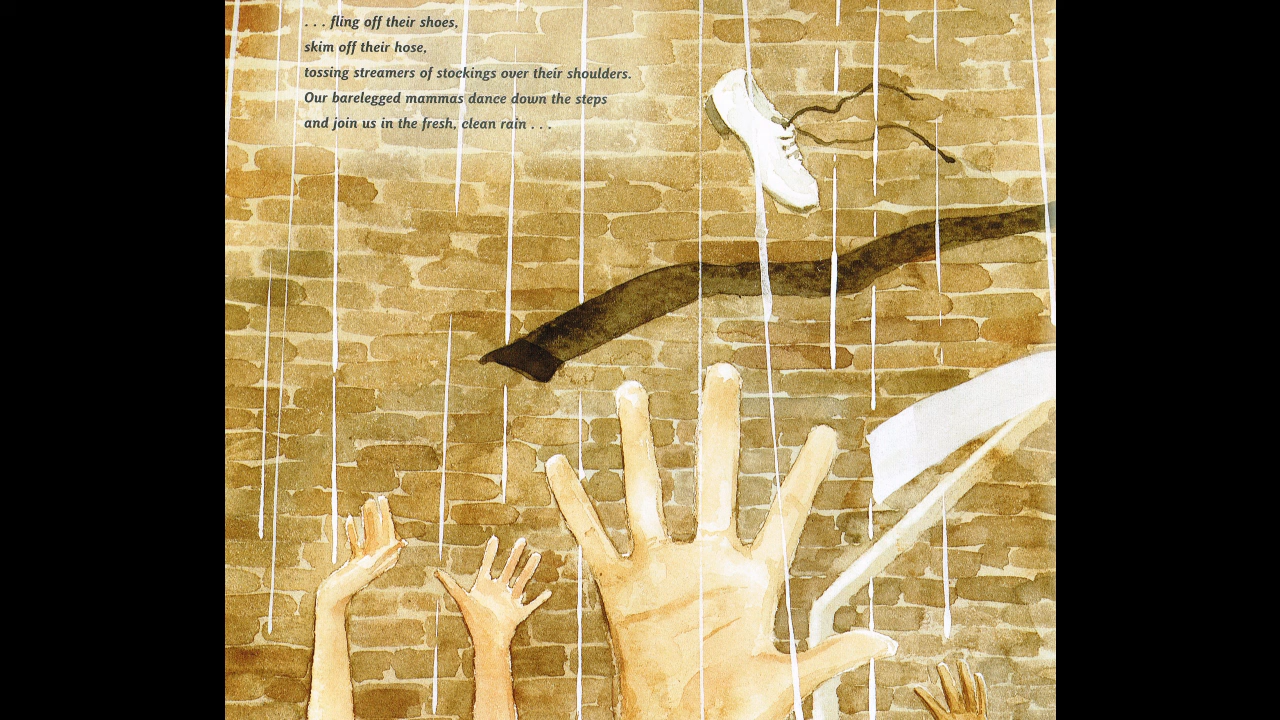 . . . fling off their shoes,
skim off their hose,
tossing streamers of stockings over their shoulders.
Our barelegged mammas dance down the steps
and join us in the fresh, clean rain . . .